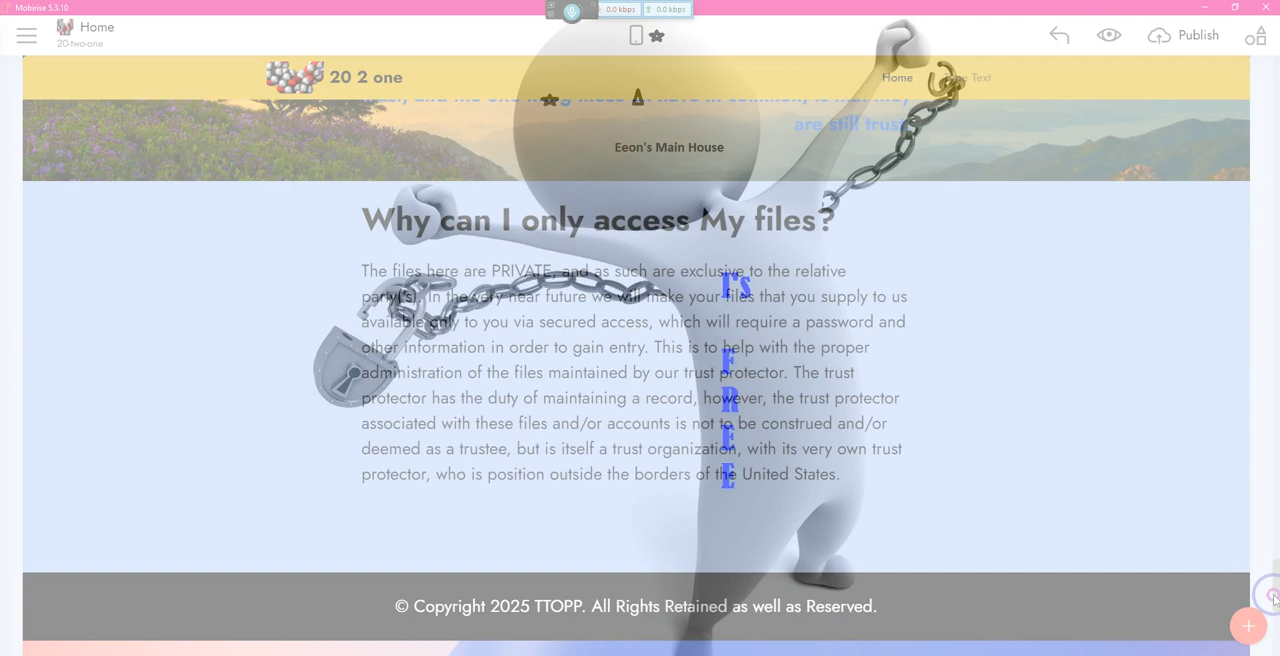 Mobirise 5.3.10
0.0 kbps 0.0 kbps
Home
20-two-one
Publish
20 2 one
Home
Text
are still trust
Eeon's Main House
Why can I only access My files?
The files here are PRIVATE, and as such are exclusive to the relative
party('s). In the very near future we will make your files that you supply to us
available only to you via secured access, which will require a password and
other information in order to gain entry. This is to help with the proper
administration of the files maintained by our trust protector. The trust
protector has the duty of maintaining a record, however, the trust protector
associated with these files and/or accounts is not to be construed and/or
deemed as a trustee, but is itself a trust organization, with its very own trust
protector, who is position outside the borders of the United States.
I's
F
R
E
E
© Copyright 2025 TTOPP. All Rights Retained as well as Reserved.